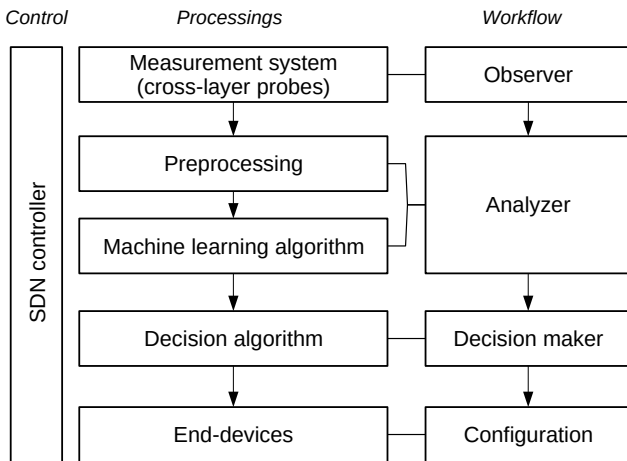 Control
Processings
Workflow
SDN controller
Measurement system
(cross-layer probes)
Observer
Preprocessing
Analyzer
Machine learning algorithm
Decision algorithm
Decision maker
End-devices
Configuration